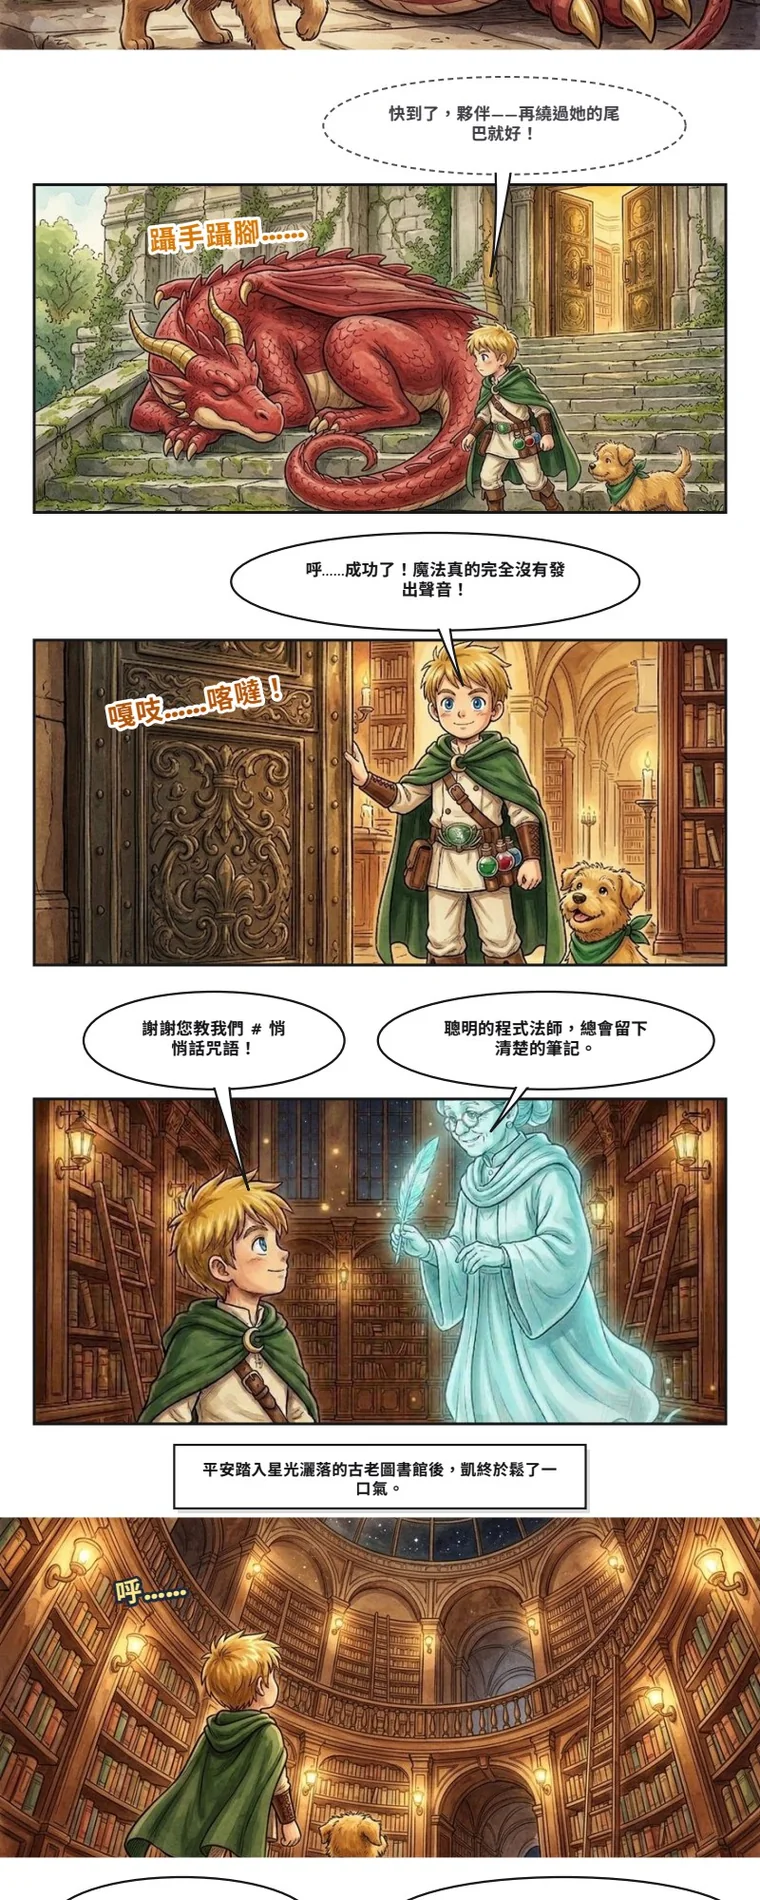 快到了，夥伴——再繞過她的尾
巴就好！
躡手躡腳……
呼……成功了！魔法真的完全沒有發
出聲音！
嘎吱……喀噠！
謝謝您教我們 # 悄
悄話咒語！
聰明的程式法師，總會留下
清楚的筆記。
平安踏入星光灑落的古老圖書館後，凱終於鬆了一
口氣。
呼……